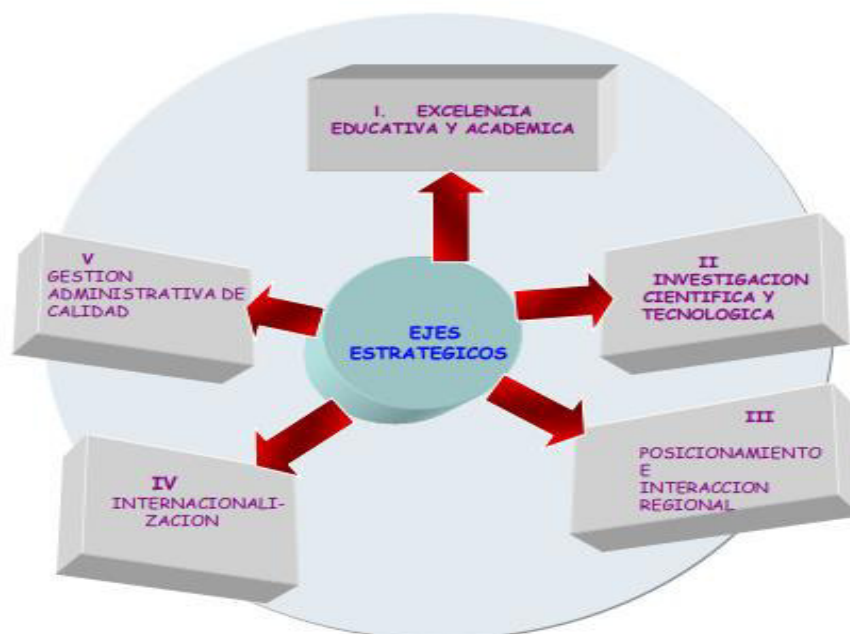 I. EXCELENCIA
EDUCATIVA Y ACADEMICA
II
INVESTIGACION
CIENTIFICA Y
TECNOLOGICA
III
POSICIONAMIENTO
E
INTERACCION
REGIONAL
IV
INTERNACIONALI-
ZACION
V
GESTION
ADMINISTRATIVA DE
CALIDAD
EJES
ESTRATEGICOS